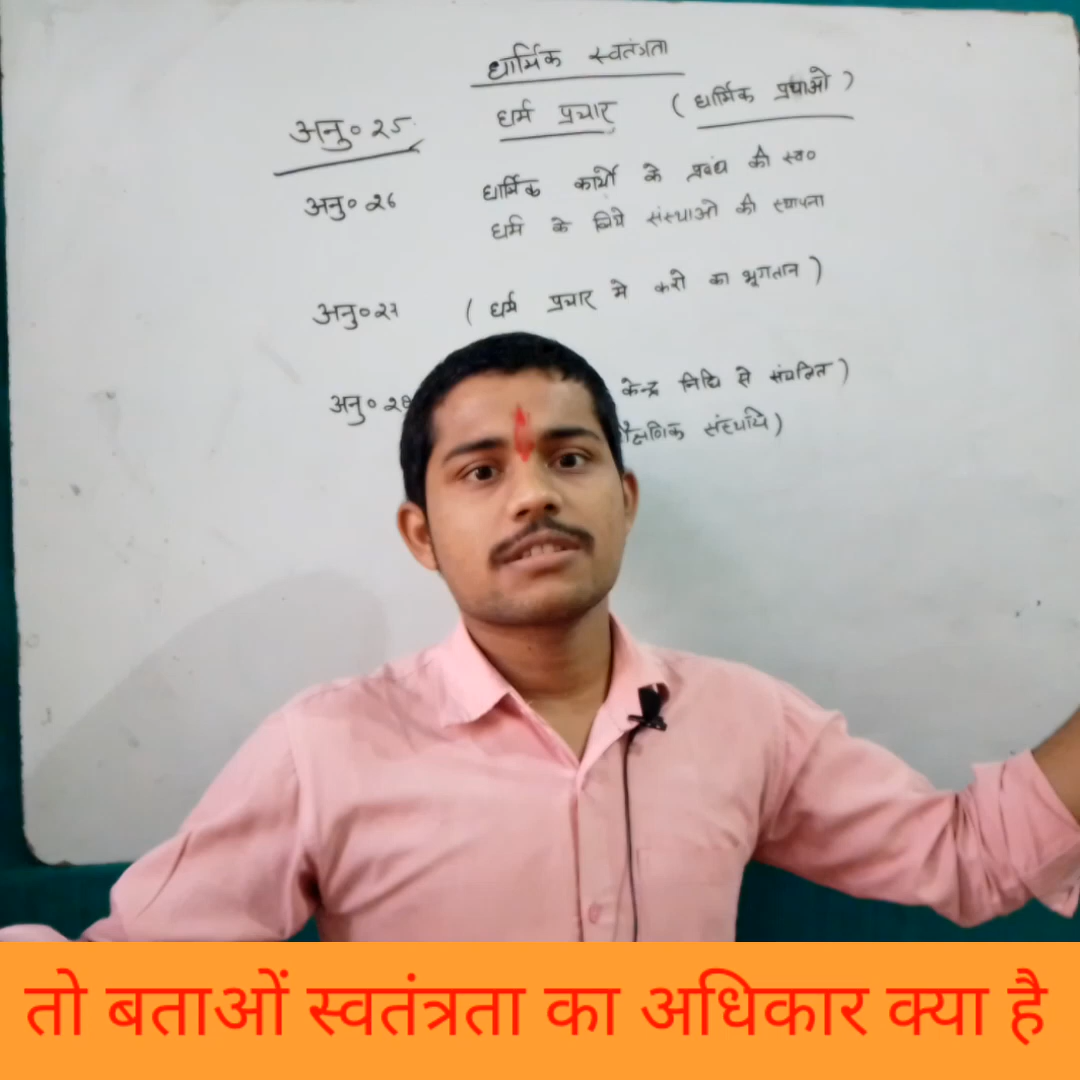 धार्मिक स्वतंत्रता
अनु० २५ धर्म प्रचार (धार्मिक प्रथाओ)
अनु० २६ धार्मिक कार्यो के प्रबंध की स्व०
धर्म के लिये संस्थाओ की स्थापना
अनु० २७ (धर्म प्रचार मे करो का भूगतान)
अनु० २८ केन्द्र निधि से संचलित)
संस्थाये)
तो बताओं स्वतंत्रता का अधिकार क्या है